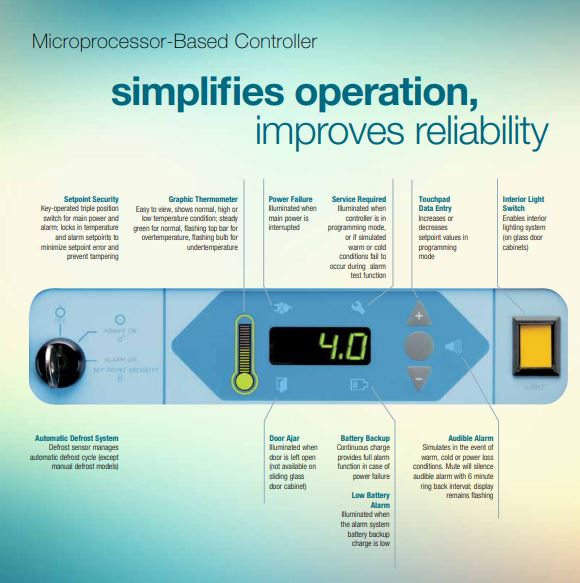 Microprocessor-Based Controller
simplifies operation,
improves reliability
Setpoint Security
Key-operated triple position
switch for main power and
alarm; locks in temperature
and alarm setpoints to
minimize setpoint error and
prevent tampering
Graphic Thermometer
Easy to view, shows normal, high or
low temperature condition; steady
green for normal, flashing top bar for
overtemperature, flashing bulb for
undertemperature
Power Failure
Illuminated when
main power is
interrupted
Service Required
Illuminated when
controller is in
programming mode,
or if simulated
warm or cold
conditions fail to
occur during alarm
test function
Touchpad
Data Entry
Increases or
decreases
setpoint values in
programming
mode
Interior Light
Switch
Enables interior
lighting system
(on glass door
cabinets)
OFF
POWER ON
ALARM ON
SET POINT SECURITY
4.0
+
−
LIGHT
Automatic Defrost System
Defrost sensor manages
automatic defrost cycle (except
manual defrost models)
Door Ajar
Illuminated when
door is left open
(not available on
sliding glass
door cabinet)
Battery Backup
Continuous charge
provides full alarm
function in case of
power failure
Low Battery
Alarm
Illuminated when
the alarm system
battery backup
charge is low
Audible Alarm
Simulates in the event of
warm, cold or power loss
conditions. Mute will silence
audible alarm with 6 minute
ring back interval; display
remains flashing